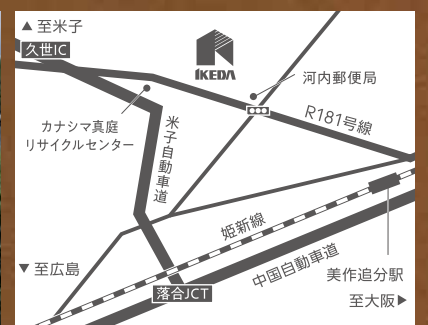 ▲至米子
久世IC
IKEDA
河内郵便局
カナシマ真庭
リサイクルセンター
米子自動車道
R181号線
姫新線
中国自動車道
▼至広島
落合JCT
美作追分駅
至大阪▶